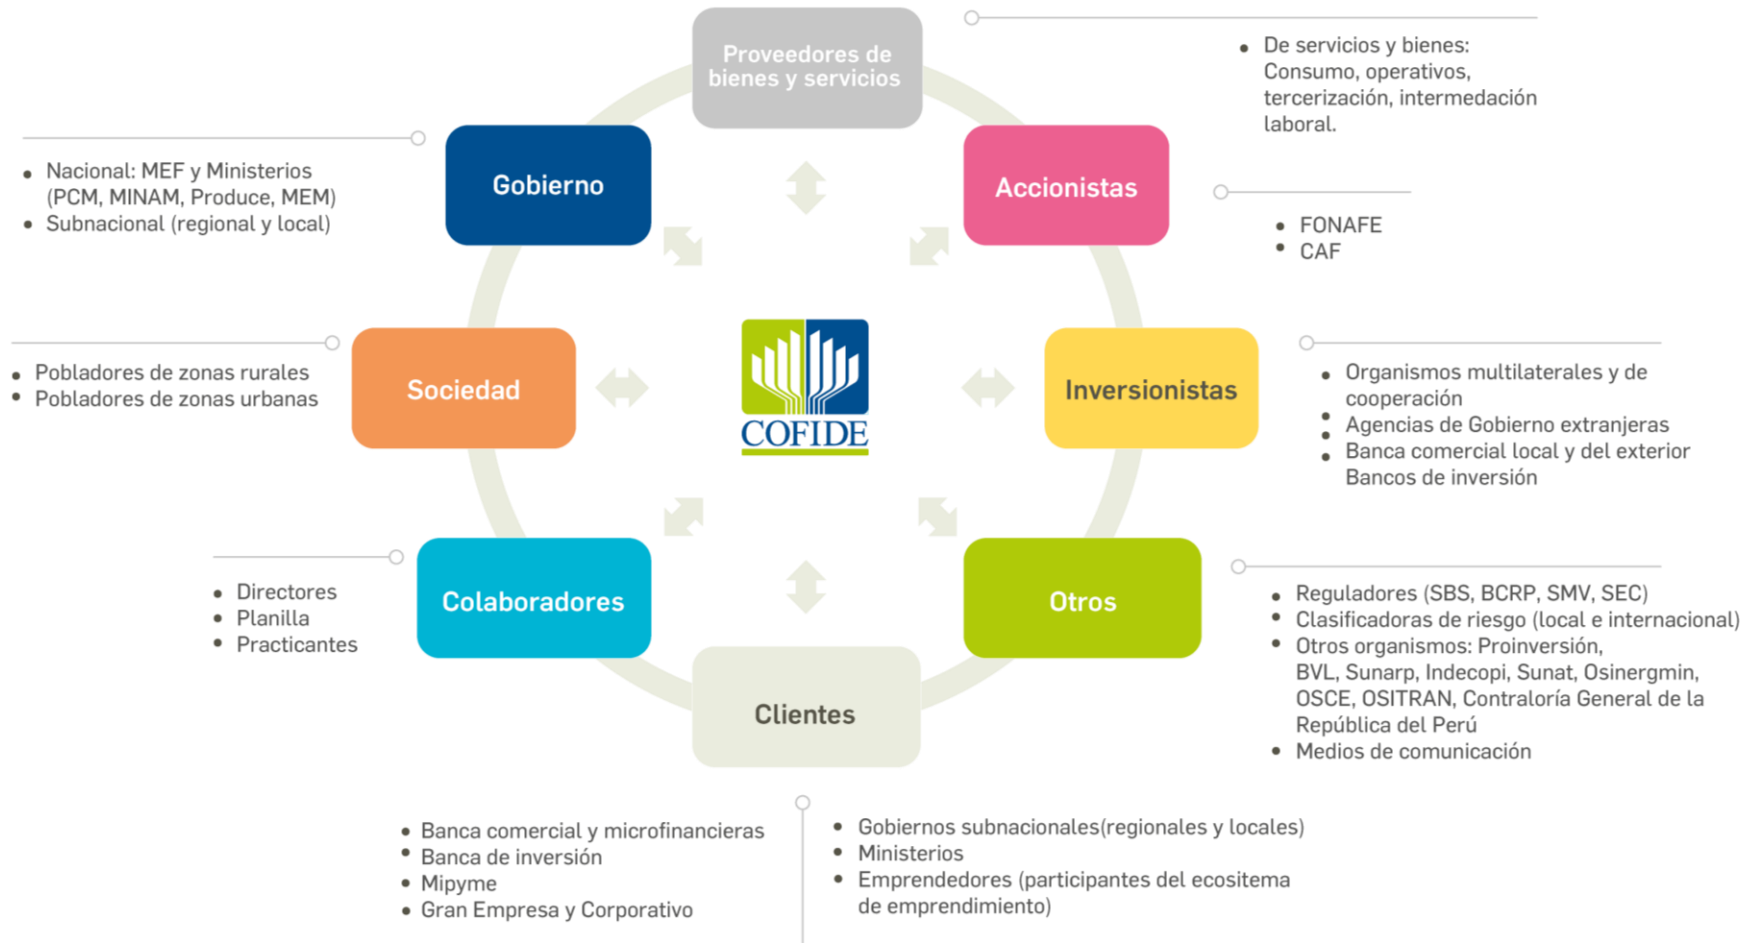 Proveedores de
bienes y servicios
• De servicios y bienes:
Consumo, operativos,
tercerización, intermedación
laboral.
Gobierno
• Nacional: MEF y Ministerios
(PCM, MINAM, Produce, MEM)
• Subnacional (regional y local)
Accionistas
• FONAFE
• CAF
Sociedad
• Pobladores de zonas rurales
• Pobladores de zonas urbanas
COFIDE
Inversionistas
• Organismos multilaterales y de
cooperación
• Agencias de Gobierno extranjeras
• Banca comercial local y del exterior
• Bancos de inversión
Colaboradores
• Directores
• Planilla
• Practicantes
Otros
• Reguladores (SBS, BCRP, SMV, SEC)
• Clasificadoras de riesgo (local e internacional)
• Otros organismos: Proinversión,
BVL, Sunarp, Indecopi, Sunat, Osinergmin,
OSCE, OSITRAN, Contraloría General de la
República del Perú
• Medios de comunicación
Clientes
• Banca comercial y microfinancieras
• Banca de inversión
• Mipyme
• Gran Empresa y Corporativo
• Gobiernos subnacionales(regionales y locales)
• Ministerios
• Emprendedores (participantes del ecositema
de emprendimiento)